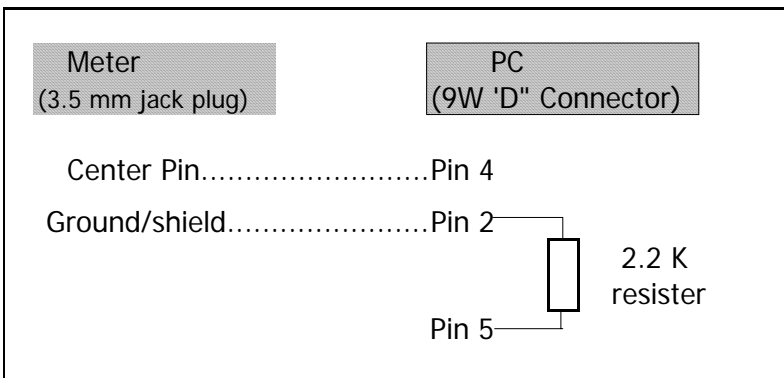 Meter PC
(3.5 mm jack plug) (9W 'D" Connector)
Center Pin..........................Pin 4
Ground/shield.......................Pin 2
2.2 K
resister
Pin 5